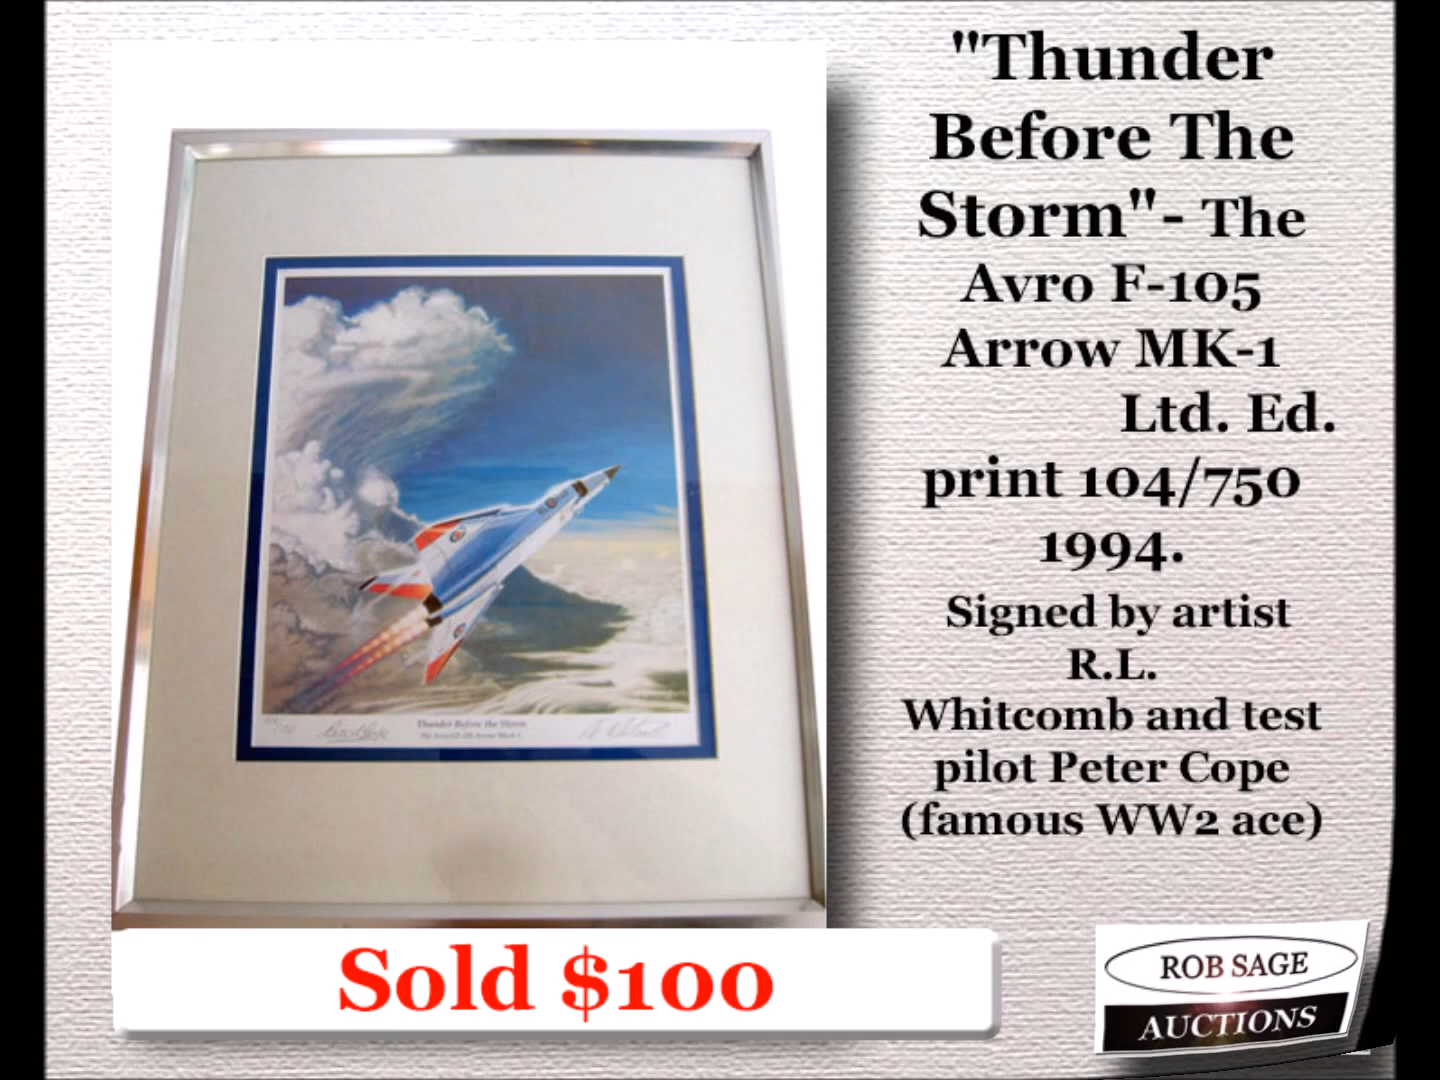 "Thunder
Before The
Storm"- The
Avro F-105
Arrow MK-1
Ltd. Ed.
print 104/750
1994.
Signed by artist
R.L.
Whitcomb and test
pilot Peter Cope
(famous WW2 ace)
Thunder Before the Storm
Sold $100
ROB SAGE
AUCTIONS